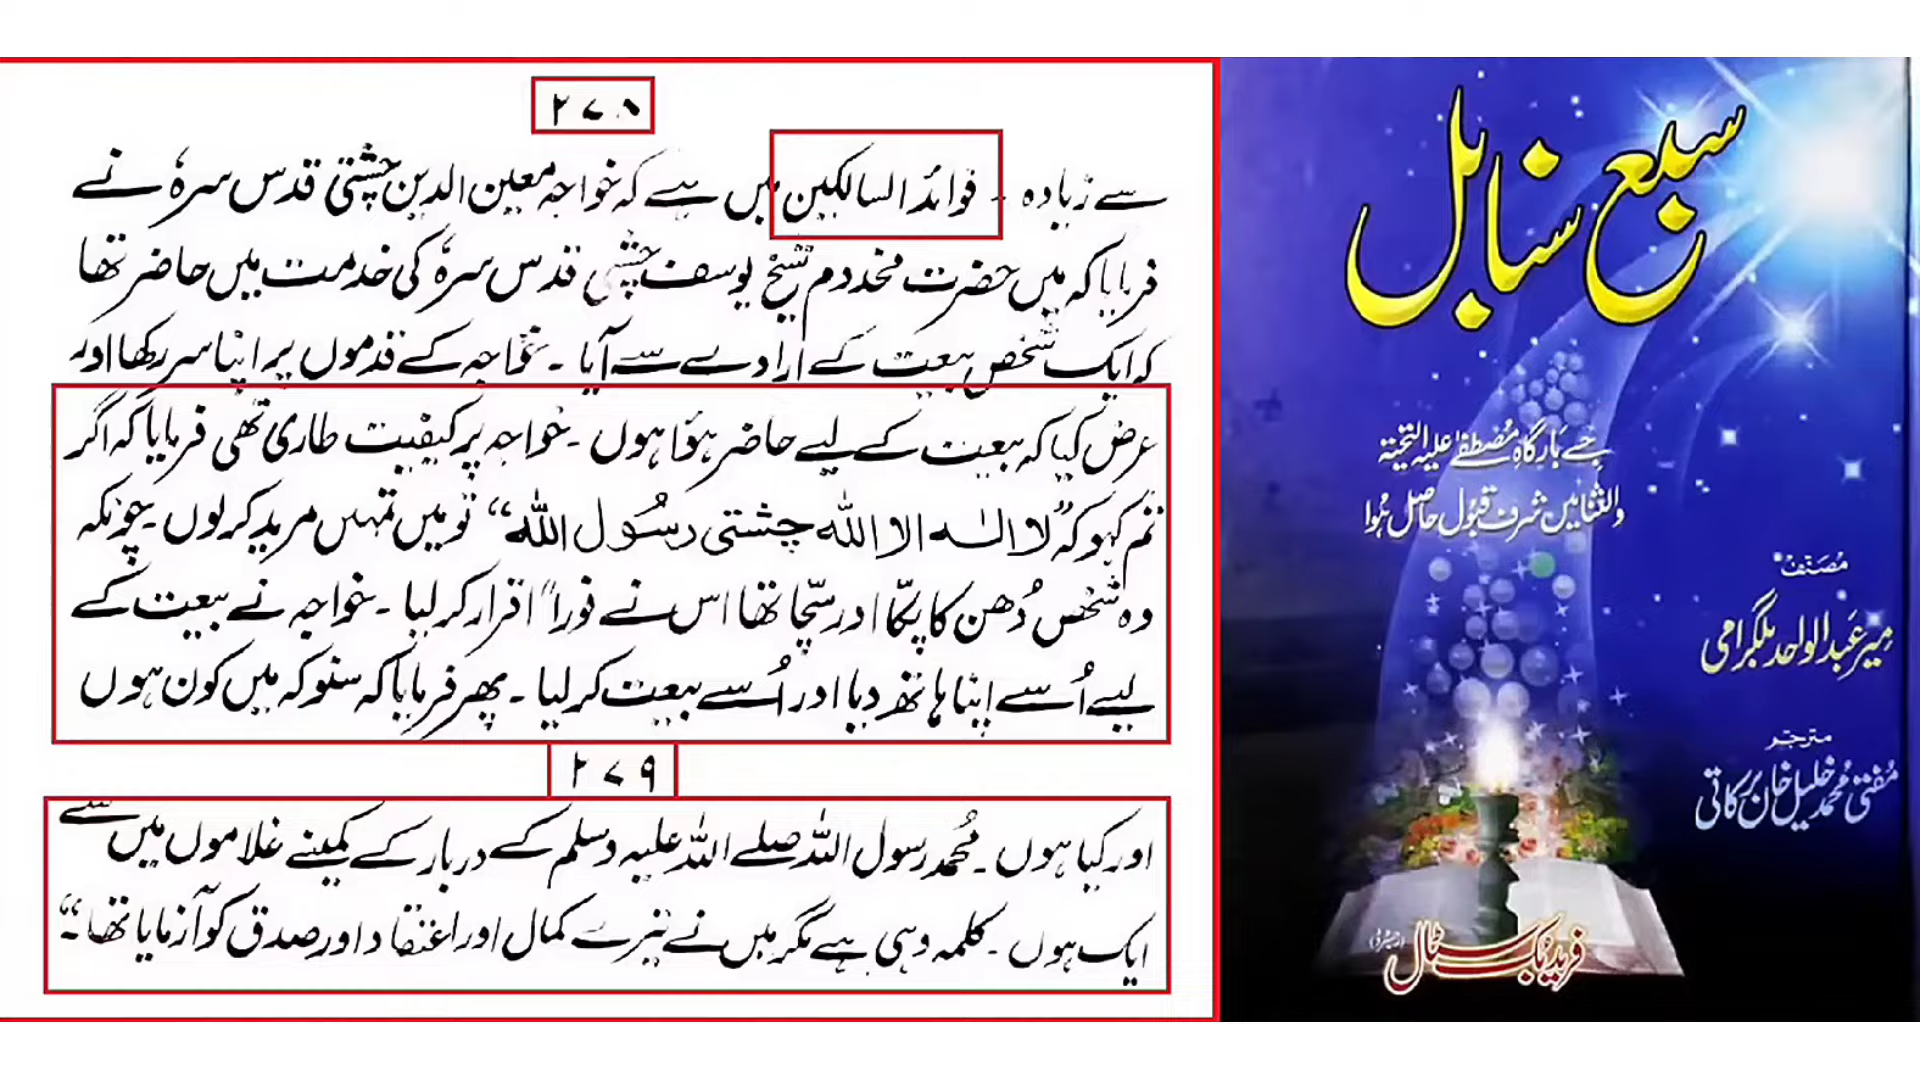 ۲۷۸
سے زیادہ ۔ فوائد السالکین میں ہے کہ خواجہ معین الدین چشتی قدس سرہٗ نے
فرمایا کہ میں حضرت مخدوم شیخ یوسف چشتی قدس سرہٗ کی خدمت میں حاضر تھا
کہ ایک شخص بیعت کے ارادے سے آیا ۔ خواجہ کے قدموں پر اپنا سر رکھا اور
عرض کیا کہ بیعت کے لیے حاضر ہوا ہوں ۔ خواجہ پر کیفیت طاری تھی فرمایا کہ اگر
تم کہو کہ ”لا الٰہ الا اللہ چشتی رسول اللہ“ تو میں تمہیں مرید کر لوں ۔ چونکہ
وہ شخص دُھن کا پکّا اور سچّا تھا اس نے فوراً اقرار کر لیا ۔ خواجہ نے بیعت کے
لیے اُسے اپنا ہاتھ دیا اور اُسے بیعت کر لیا ۔ پھر فرمایا کہ سنو کہ میں کون ہوں
۲۷۹
اور کیا ہوں ۔ محمد رسول اللہ صلے اللہ علیہ وسلم کے دربار کے کمینے غلاموں میں سے
ایک ہوں ۔ کلمہ وہی ہے مگر میں نے تیرے کمال اور اعتقاد اور صدق کو آزمایا تھا ۔“
سبع سنابل
جسے بارگاہِ مصطفےٰ علیہ التحیۃ
والثنا میں شرفِ قبول حاصل ہوا
مُصنّف
میر عبدالواحد بلگرامی
مترجم
مُفتی مُحمد خلیل خان برکاتی
فرید بک سٹال (رجسٹرڈ)